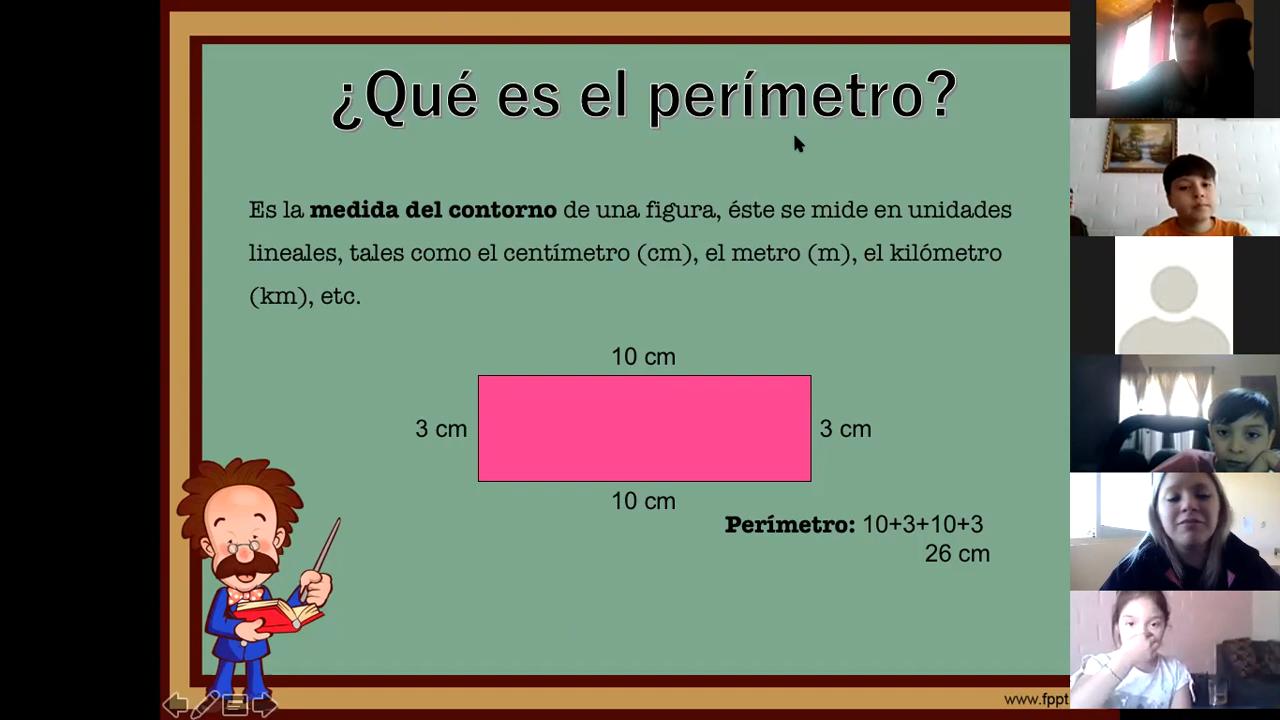 ¿Qué es el perímetro?
Es la medida del contorno de una figura, éste se mide en unidades
lineales, tales como el centímetro (cm), el metro (m), el kilómetro
(km), etc.
10 cm
3 cm
3 cm
10 cm
Perímetro: 10+3+10+3
26 cm
www.fppt